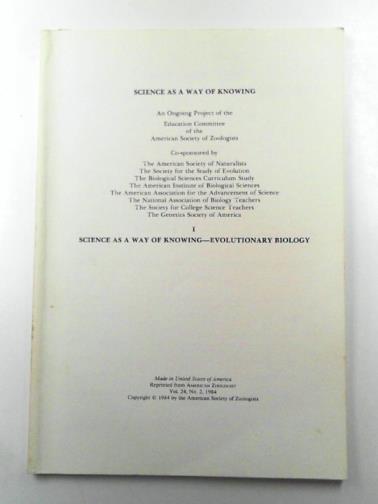 SCIENCE AS A WAY OF KNOWING
An Ongoing Project of the
Education Committee
of the
American Society of Zoologists
Co-sponsored by
The American Society of Naturalists
The Society for the Study of Evolution
The Biological Sciences Curriculum Study
The American Institute of Biological Sciences
The American Association for the Advancement of Science
The National Association of Biology Teachers
The Society for College Science Teachers
The Genetics Society of America
I
SCIENCE AS A WAY OF KNOWING—EVOLUTIONARY BIOLOGY
Made in United States of America
Reprinted from AMERICAN ZOOLOGIST
Vol. 24, No. 2, 1984
Copyright © 1984 by the American Society of Zoologists